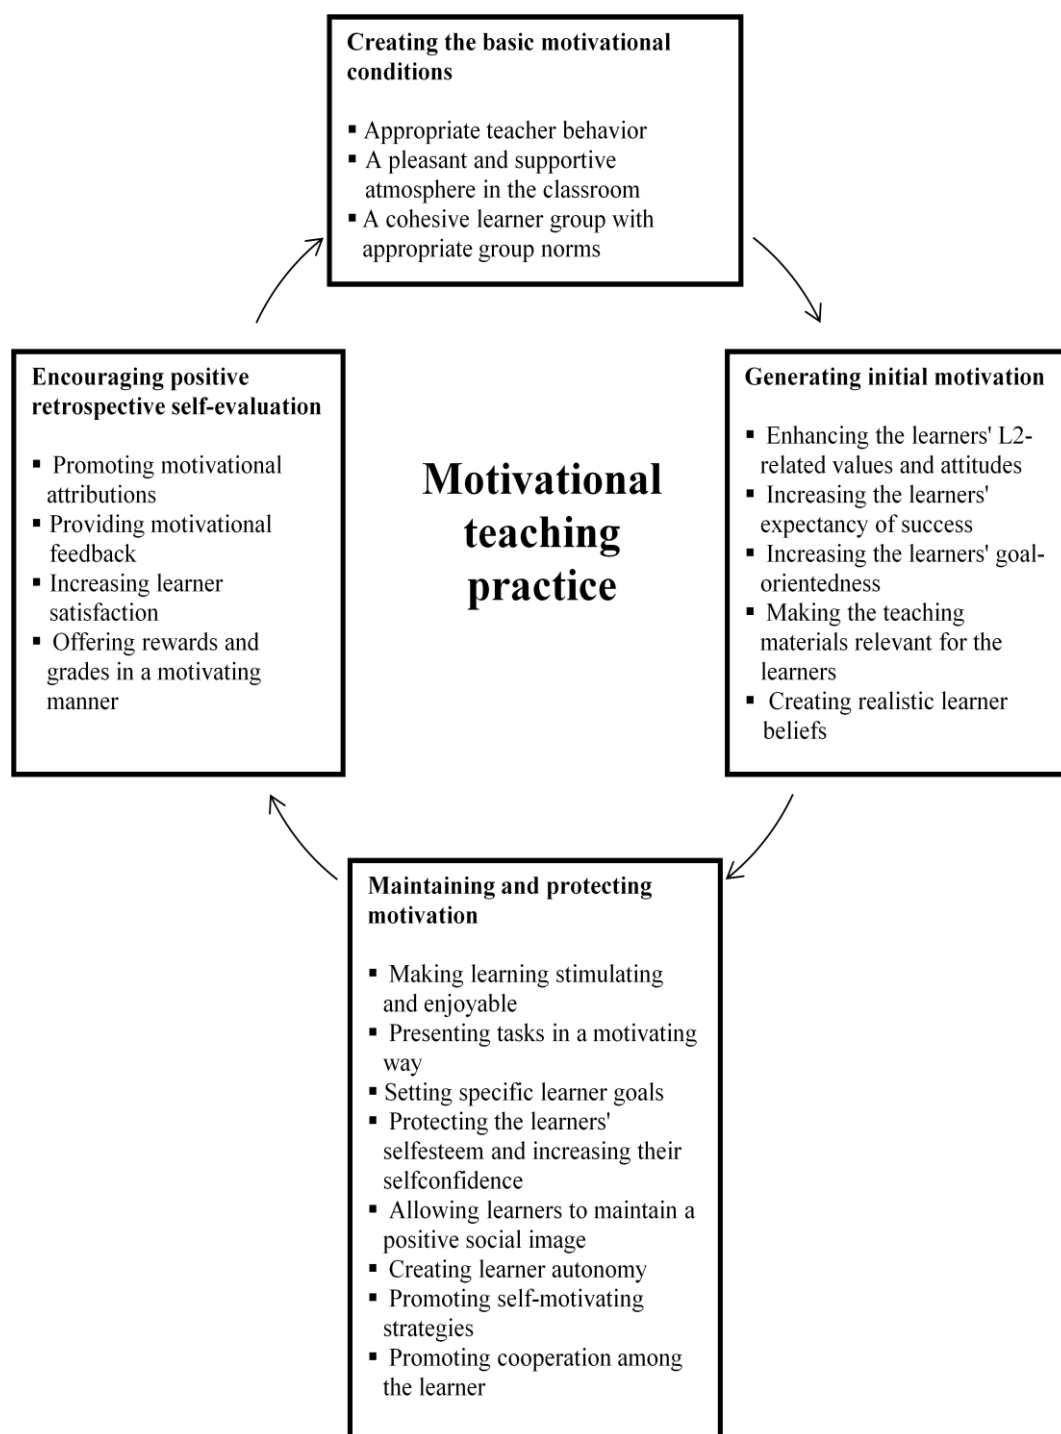 Creating the basic motivational
conditions
▪ Appropriate teacher behavior
▪ A pleasant and supportive
atmosphere in the classroom
▪ A cohesive learner group with
appropriate group norms
Encouraging positive
retrospective self-evaluation
▪ Promoting motivational
attributions
▪ Providing motivational
feedback
▪ Increasing learner
satisfaction
▪ Offering rewards and
grades in a motivating
manner
Motivational
teaching
practice
Generating initial motivation
▪ Enhancing the learners' L2-
related values and attitudes
▪ Increasing the learners'
expectancy of success
▪ Increasing the learners' goal-
orientedness
▪ Making the teaching
materials relevant for the
learners
▪ Creating realistic learner
beliefs
Maintaining and protecting
motivation
▪ Making learning stimulating
and enjoyable
▪ Presenting tasks in a motivating
way
▪ Setting specific learner goals
▪ Protecting the learners'
selfesteem and increasing their
selfconfidence
▪ Allowing learners to maintain a
positive social image
▪ Creating learner autonomy
▪ Promoting self-motivating
strategies
▪ Promoting cooperation among
the learner